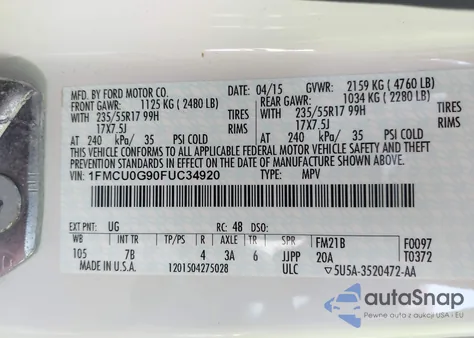 MFD. BY FORD MOTOR CO.
04/15 GVWR: 2159 KG ( 4760 LB)
FRONT GAWR: 1125 KG ( 2480 LB) REAR GAWR: 1034 KG ( 2280 LB)
WITH 235/55R17 99H TIRES WITH 235/55R17 99H TIRES
17X7.5J RIMS 17X7.5J RIMS
AT 240 kPa/ 35 PSI COLD AT 240 kPa/ 35 PSI COLD
THIS VEHICLE CONFORMS TO ALL APPLICABLE FEDERAL MOTOR VEHICLE SAFETY AND THEFT
PREVENTION STANDARDS IN EFFECT ON THE DATE OF MANUFACTURE SHOWN ABOVE.
VIN: 1FMCU0G90FUC34920 TYPE: MPV
EXT PNT: UG RC: 48 DSO:
WB INT TR TP/PS R AXLE TR SPR FM21B F0097
105 7B 4 3A 6 JJPP 20A T0372
MADE IN U.S.A. 1201504275028 ULC ▽5U5A-3520472-AA
autoSnap
Pewne auto z USA i EU